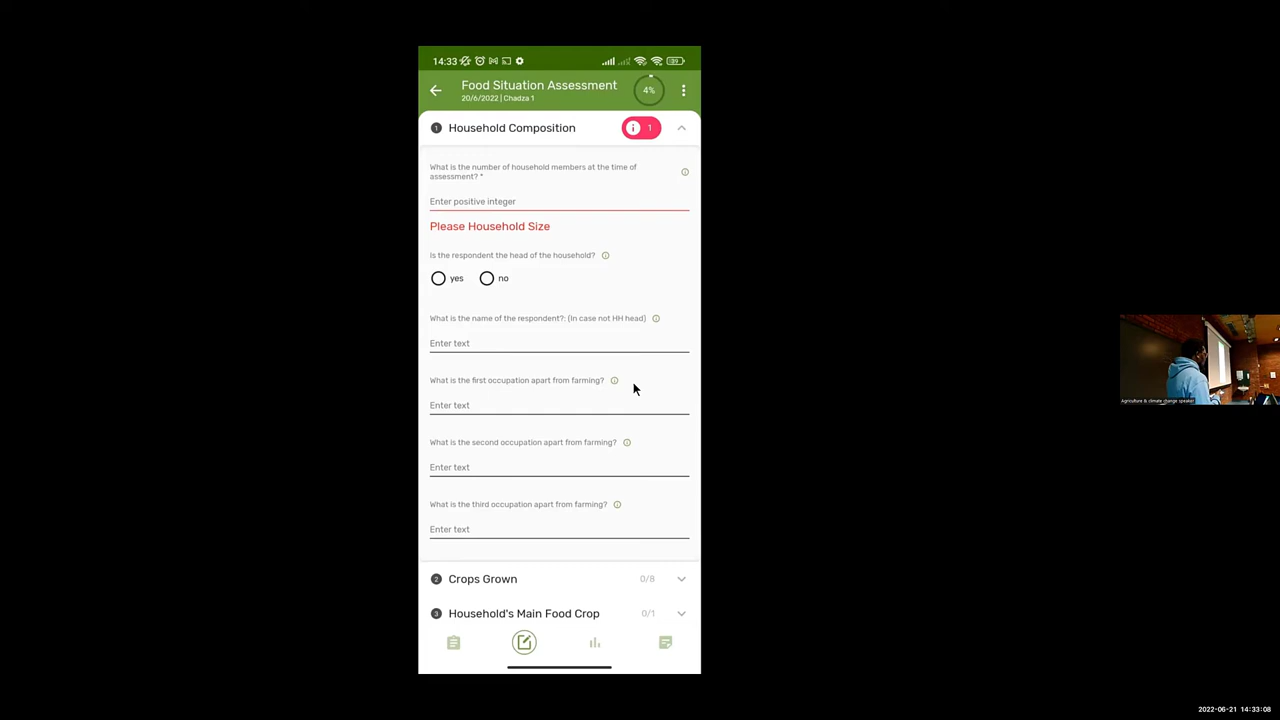 14:33
Food Situation Assessment
20/6/2022 | Chadza 1
4%
1 Household Composition
i 1
What is the number of household members at the time of
assessment? *
Enter positive integer
Please Household Size
Is the respondent the head of the household?
yes no
What is the name of the respondent?: (In case not HH head)
Enter text
What is the first occupation apart from farming?
Enter text
What is the second occupation apart from farming?
Enter text
What is the third occupation apart from farming?
Enter text
2 Crops Grown 0/8
3 Household's Main Food Crop 0/1
Agriculture & climate change speaker
2022-06-21 14:33:08